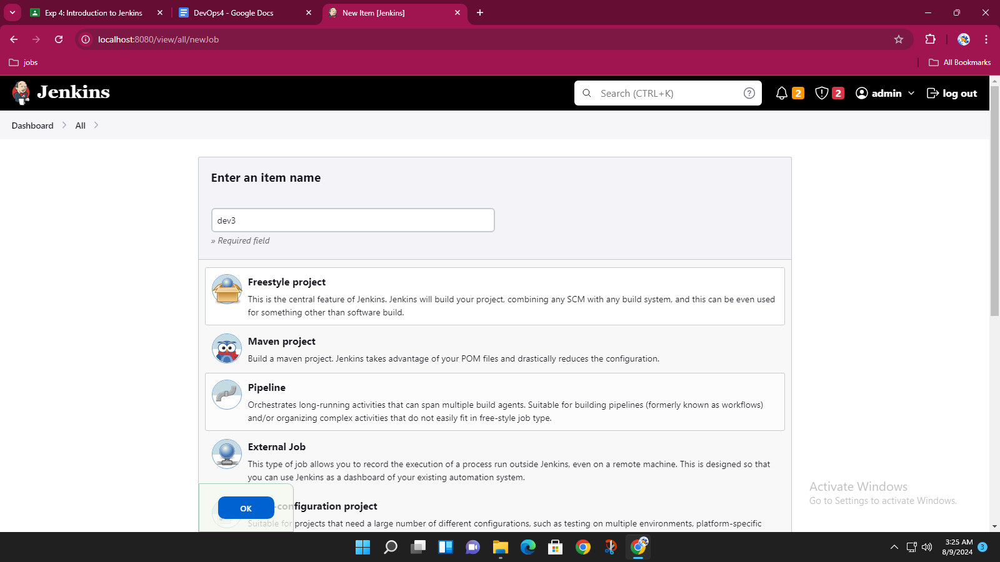 Exp 4: Introduction to Jenkins
DevOps4 - Google Docs
New Item [Jenkins]
localhost:8080/view/all/newJob
jobs
All Bookmarks
Jenkins
Search (CTRL+K)
2
2
admin
log out
Dashboard
All
Enter an item name
dev3
» Required field
Freestyle project
This is the central feature of Jenkins. Jenkins will build your project, combining any SCM with any build system, and this can be even used
for something other than software build.
Maven project
Build a maven project. Jenkins takes advantage of your POM files and drastically reduces the configuration.
Pipeline
Orchestrates long-running activities that can span multiple build agents. Suitable for building pipelines (formerly known as workflows)
and/or organizing complex activities that do not easily fit in free-style job type.
External Job
This type of job allows you to record the execution of a process run outside Jenkins, even on a remote machine. This is designed so that
you can use Jenkins as a dashboard of your existing automation system.
OK
-configuration project
Suitable for projects that need a large number of different configurations, such as testing on multiple environments, platform-specific
Activate Windows
Go to Settings to activate Windows.
3:25 AM
8/9/2024
3